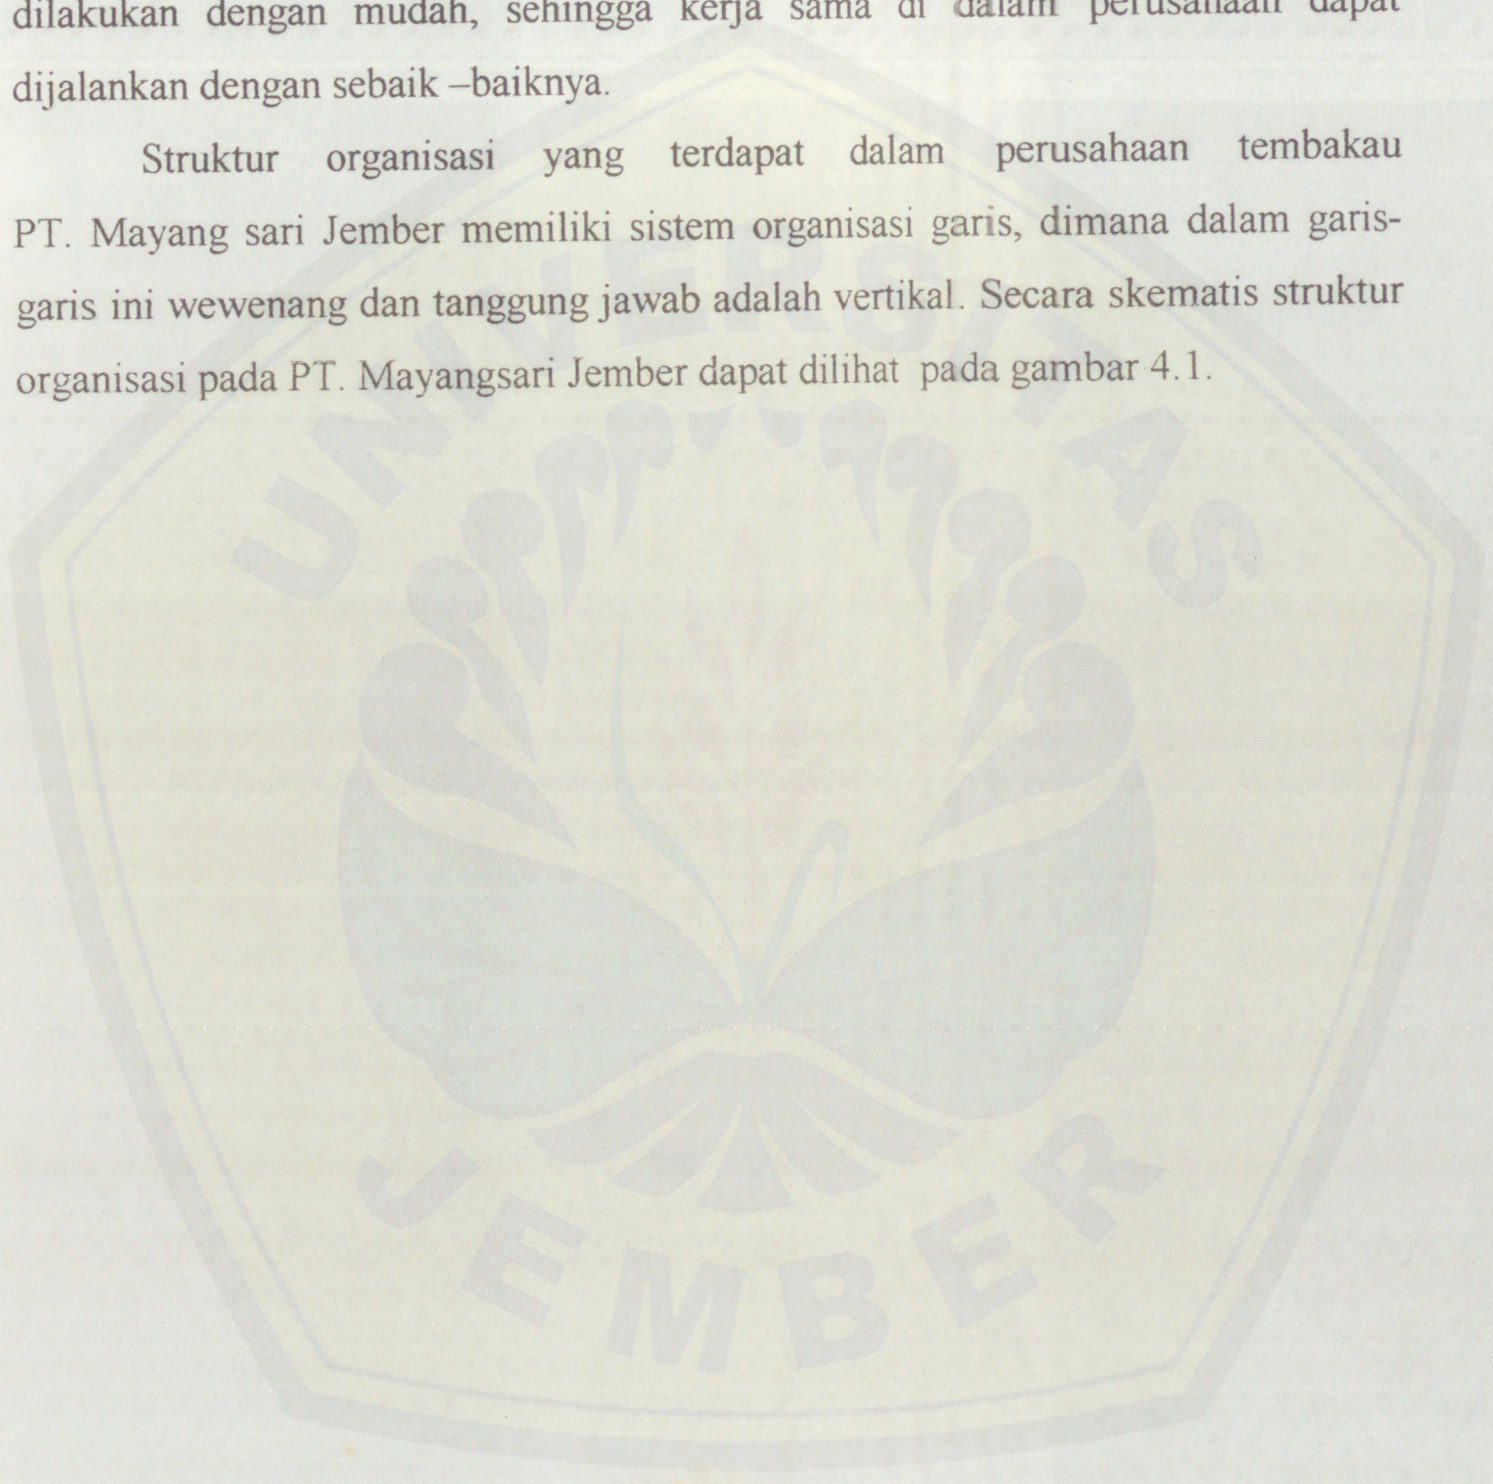 dilakukan dengan mudah, sehingga kerja sama di dalam perusahaan dapat
dijalankan dengan sebaik –baiknya.
Struktur organisasi yang terdapat dalam perusahaan tembakau
PT. Mayang sari Jember memiliki sistem organisasi garis, dimana dalam garis-
garis ini wewenang dan tanggung jawab adalah vertikal. Secara skematis struktur
organisasi pada PT. Mayangsari Jember dapat dilihat pada gambar 4.1.
UNIVERSITAS
JEMBER